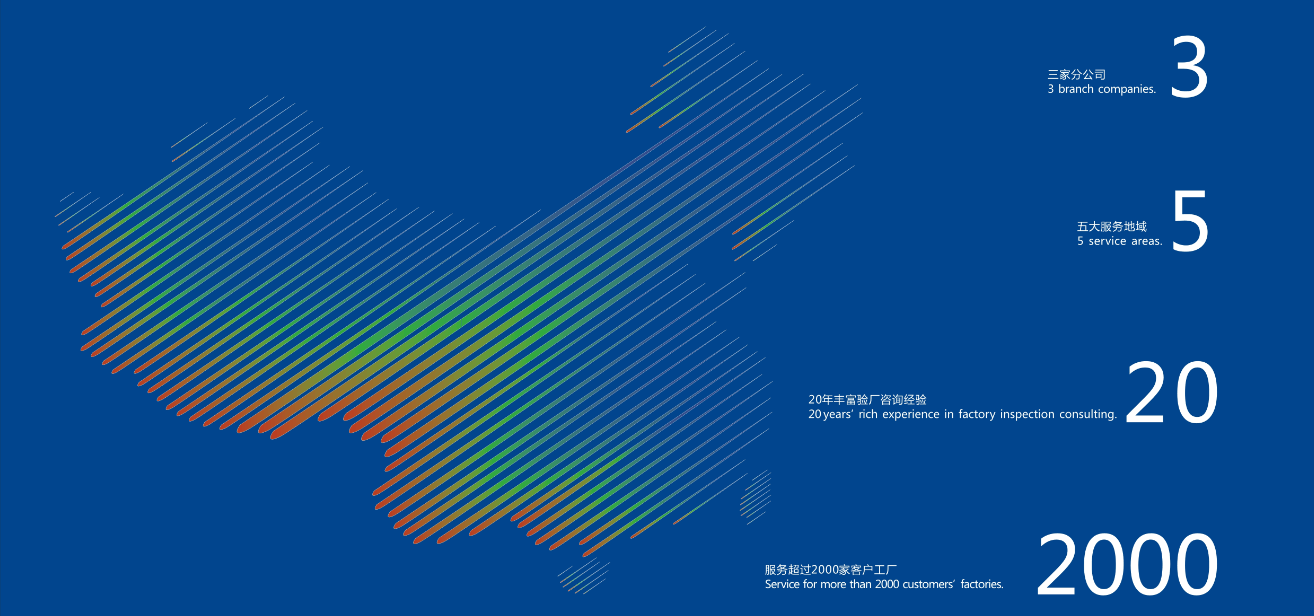 三家分公司
3 branch companies.
3
五大服务地域
5 service areas.
5
20年丰富验厂咨询经验
20 years' rich experience in factory inspection consulting.
20
服务超过2000家客户工厂
Service for more than 2000 customers' factories.
2000